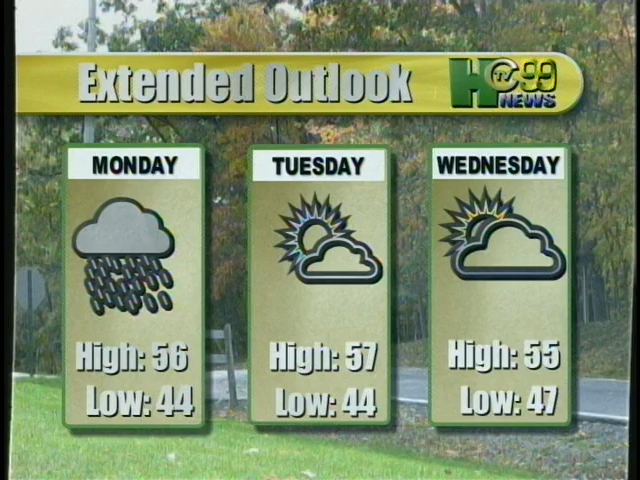 Extended Outlook
HCTV 99
NEWS
MONDAY
High: 56
Low: 44
TUESDAY
High: 57
Low: 44
WEDNESDAY
High: 55
Low: 47